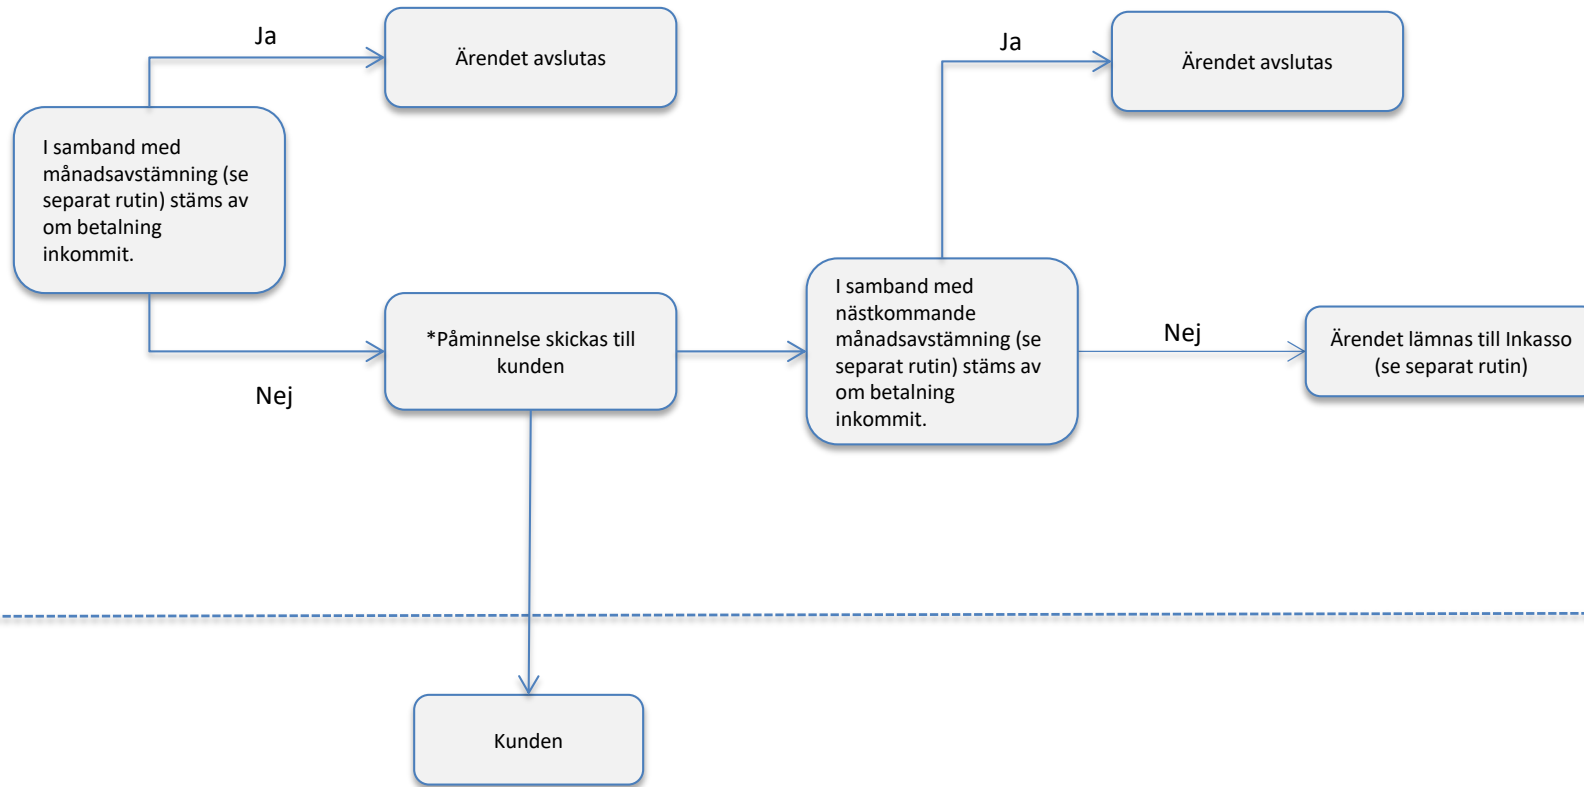 Ja
Ärendet avslutas
I samband med
månadsavstämning (se
separat rutin) stäms av
om betalning
inkommit.
Nej
*Påminnelse skickas till
kunden
Ja
Ärendet avslutas
I samband med
nästkommande
månadsavstämning (se
separat rutin) stäms av
om betalning
inkommit.
Nej
Ärendet lämnas till Inkasso
(se separat rutin)
Kunden